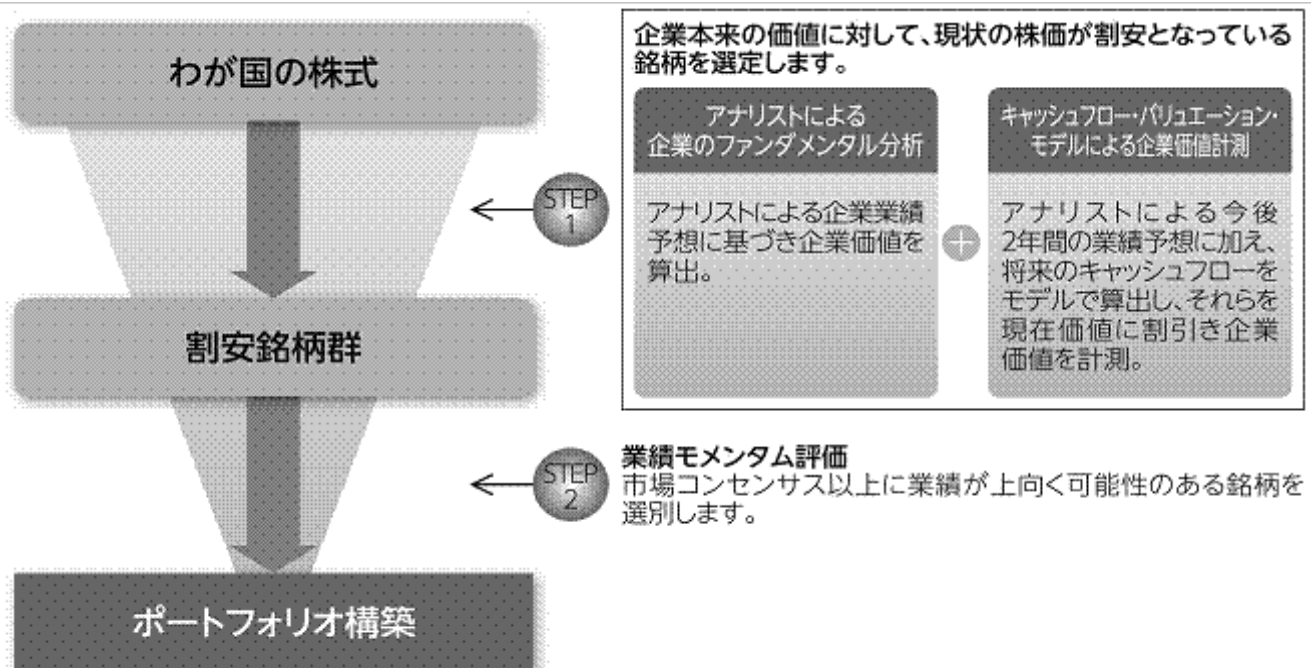 わが国の株式
企業本来の価値に対して、現状の株価が割安となっている
銘柄を選定します。
アナリストによる
企業のファンダメンタル分析
アナリストによる企業業績
予想に基づき企業価値を
算出。
キャッシュフロー・バリュエーション・
モデルによる企業価値計測
アナリストによる今後
2年間の業績予想に加え、
将来のキャッシュフローを
モデルで算出し、それらを
現在価値に割引き企業
価値を計測。
STEP
1
割安銘柄群
STEP
2
業績モメンタム評価
市場コンセンサス以上に業績が上向く可能性のある銘柄を
選別します。
ポートフォリオ構築